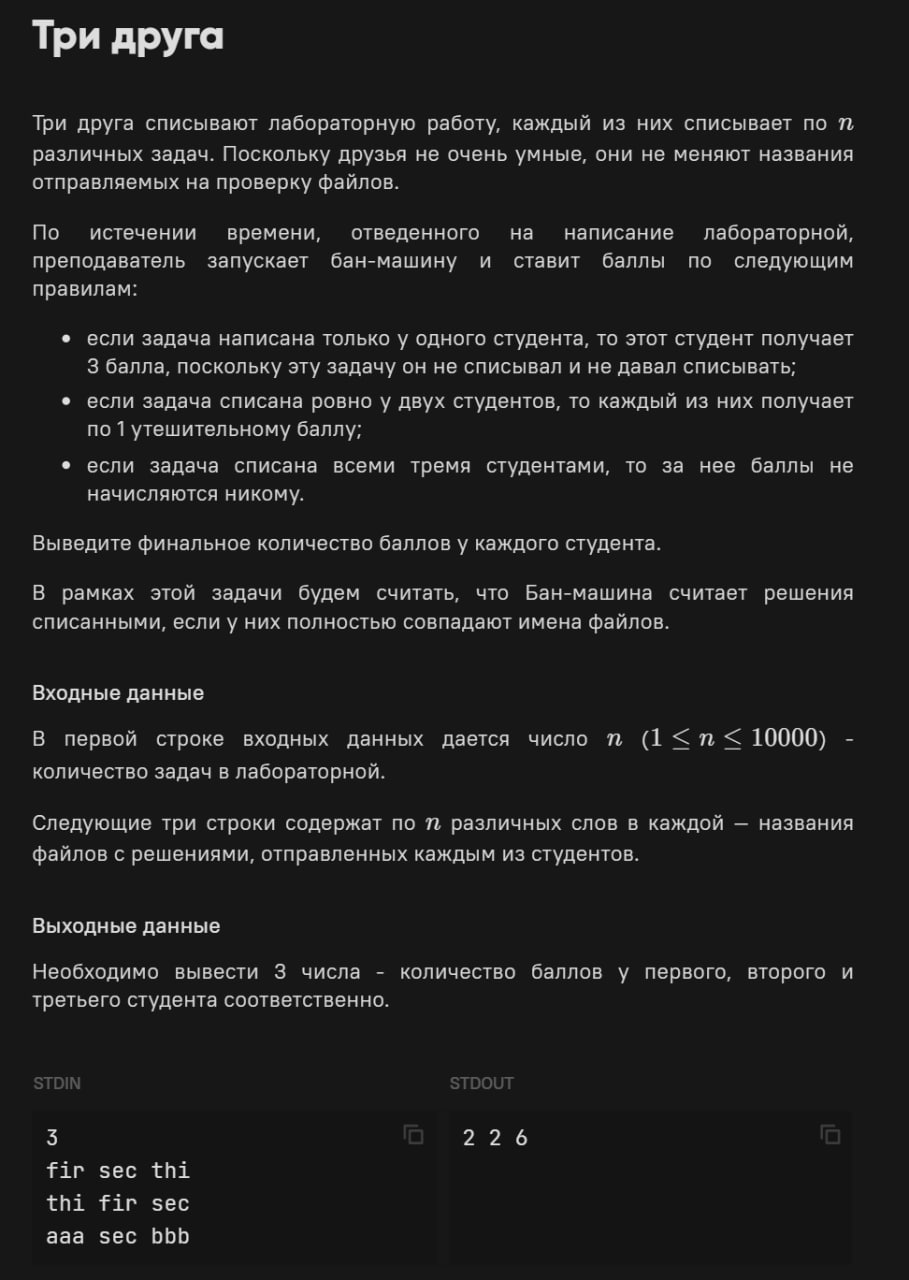 Три друга
Три друга списывают лабораторную работу, каждый из них списывает по n
различных задач. Поскольку друзья не очень умные, они не меняют названия
отправляемых на проверку файлов.
По истечении времени, отведенного на написание лабораторной,
преподаватель запускает бан-машину и ставит баллы по следующим
правилам:
• если задача написана только у одного студента, то этот студент получает
3 балла, поскольку эту задачу он не списывал и не давал списывать;
• если задача списана ровно у двух студентов, то каждый из них получает
по 1 утешительному баллу;
• если задача списана всеми тремя студентами, то за нее баллы не
начисляются никому.
Выведите финальное количество баллов у каждого студента.
В рамках этой задачи будем считать, что Бан-машина считает решения
списанными, если у них полностью совпадают имена файлов.
Входные данные
В первой строке входных данных дается число n (1 ≤ n ≤ 10000) -
количество задач в лабораторной.
Следующие три строки содержат по n различных слов в каждой — названия
файлов с решениями, отправленных каждым из студентов.
Выходные данные
Необходимо вывести 3 числа - количество баллов у первого, второго и
третьего студента соответственно.
STDIN
3
fir sec thi
thi fir sec
aaa sec bbb
STDOUT
2 2 6